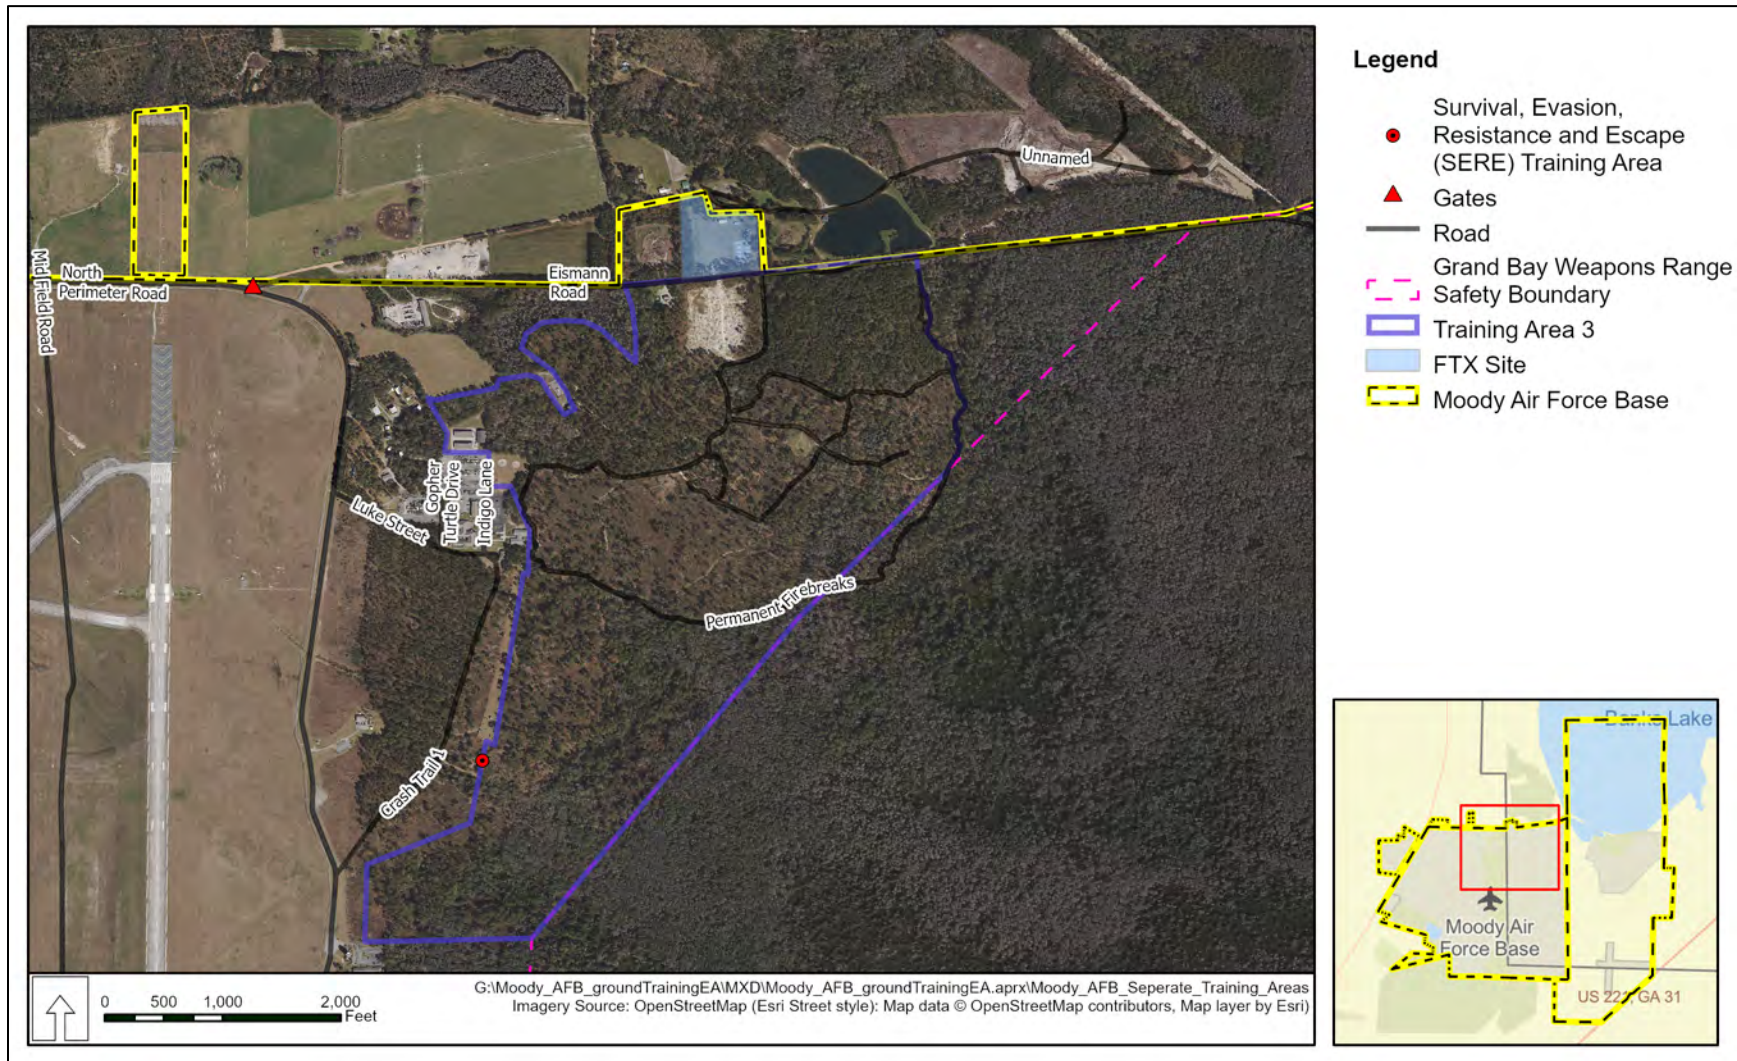 Legend
Survival, Evasion,
Resistance and Escape
(SERE) Training Area
Gates
Road
Grand Bay Weapons Range
Safety Boundary
Training Area 3
FTX Site
Moody Air Force Base
Unnamed
North
Perimeter Road
Eismann
Road
Mid Field Road
Gopher
Turtle Drive
Indigo Lane
Luke Street
Permanent Firebreaks
Crash Trail 1
0 500 1,000 2,000
Feet
G:\Moody_AFB_groundTrainingEA\MXD\Moody_AFB_groundTrainingEA.aprx\Moody_AFB_Seperate_Training_Areas
Imagery Source: OpenStreetMap (Esri Street style): Map data © OpenStreetMap contributors, Map layer by Esri)
Banks Lake
Moody Air
Force Base
US 221, GA 31